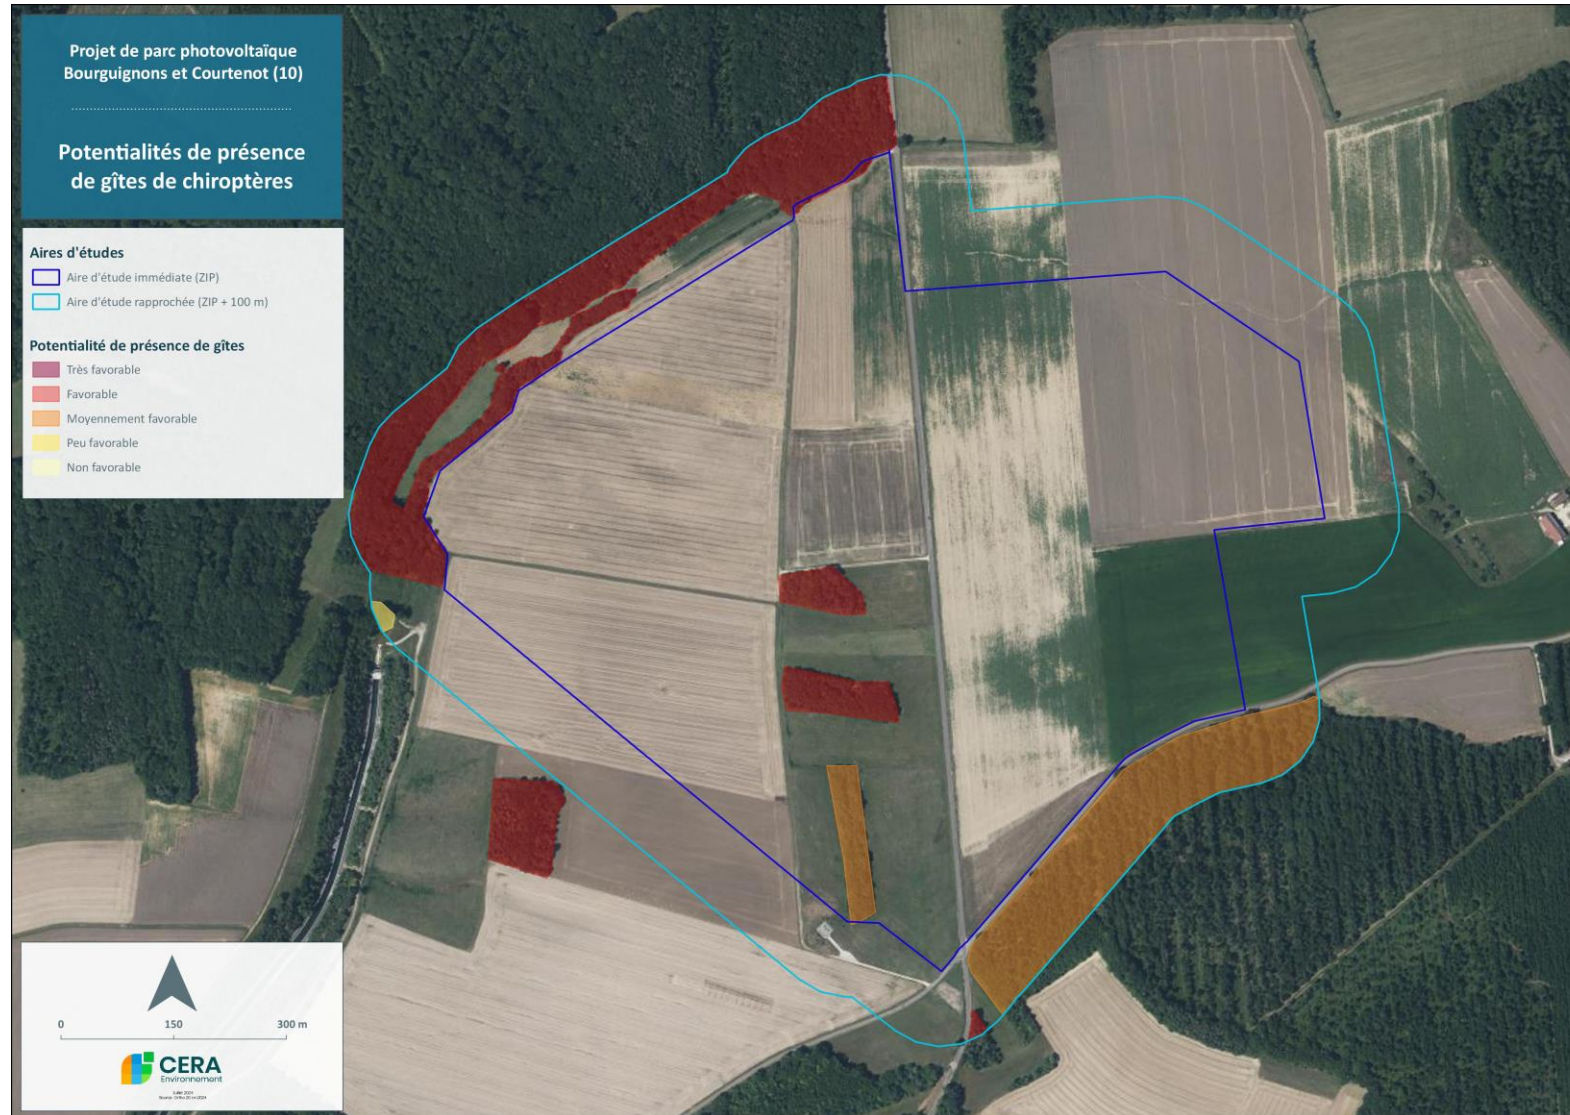 Projet de parc photovoltaïque
Bourguignons et Courtenot (10)
Potentialités de présence
de gîtes de chiroptères
Aires d'études
Aire d'étude immédiate (ZIP)
Aire d'étude rapprochée (ZIP + 100 m)
Potentialité de présence de gîtes
Très favorable
Favorable
Moyennement favorable
Peu favorable
Non favorable
0 150 300 m
CERA
Environnement